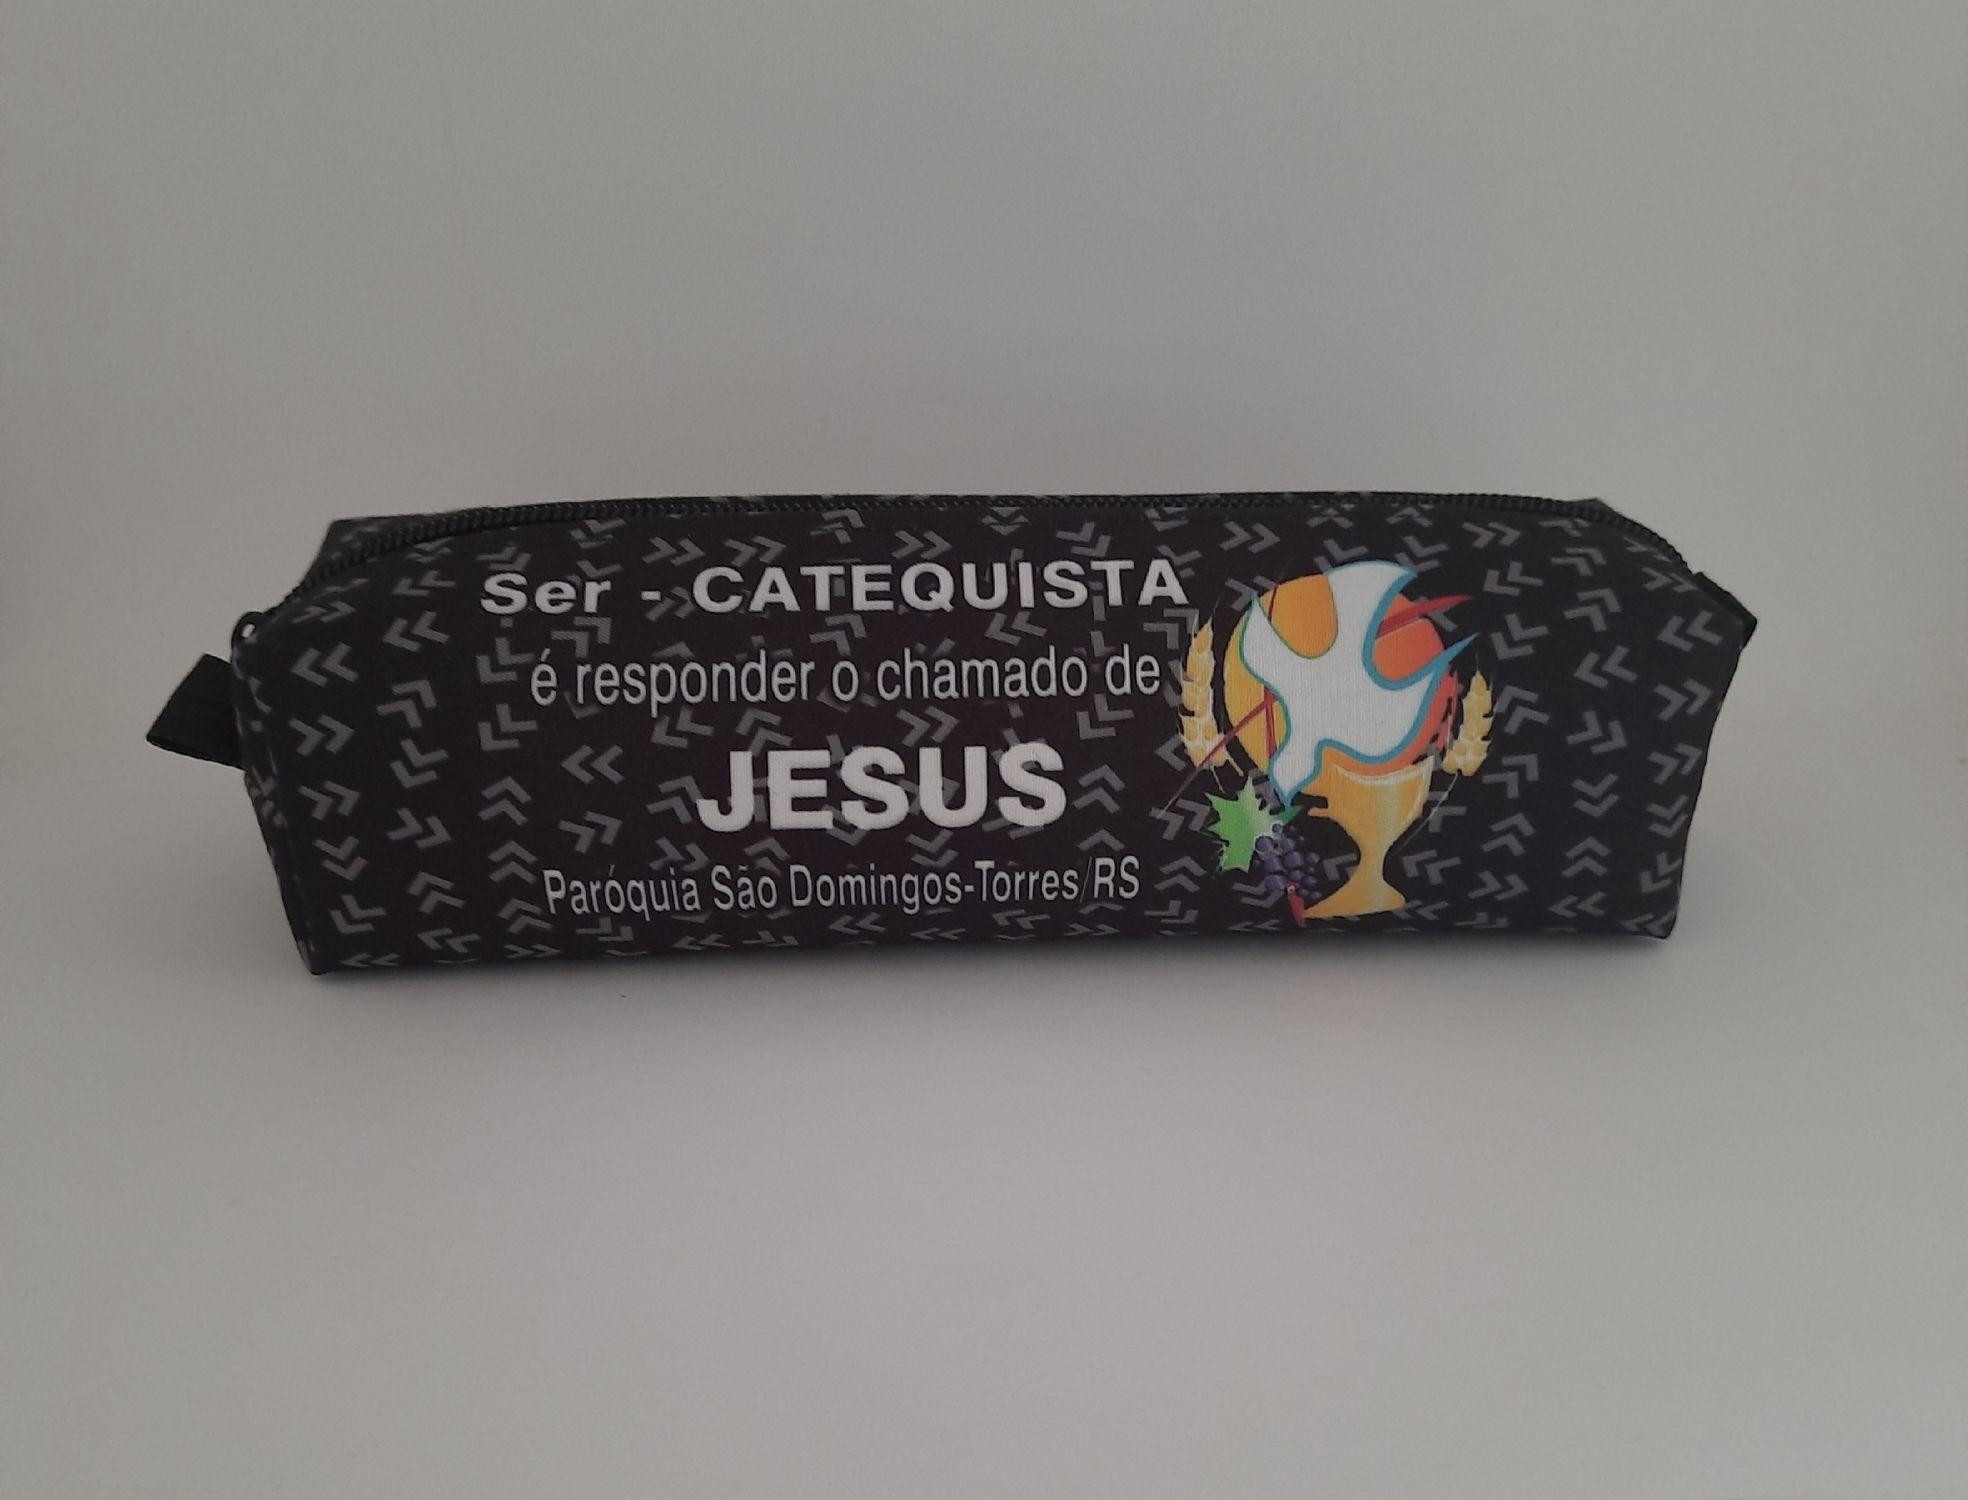 Ser - CATEQUISTA
é responder o chamado de
JESUS
Paróquia São Domingos-Torres/RS